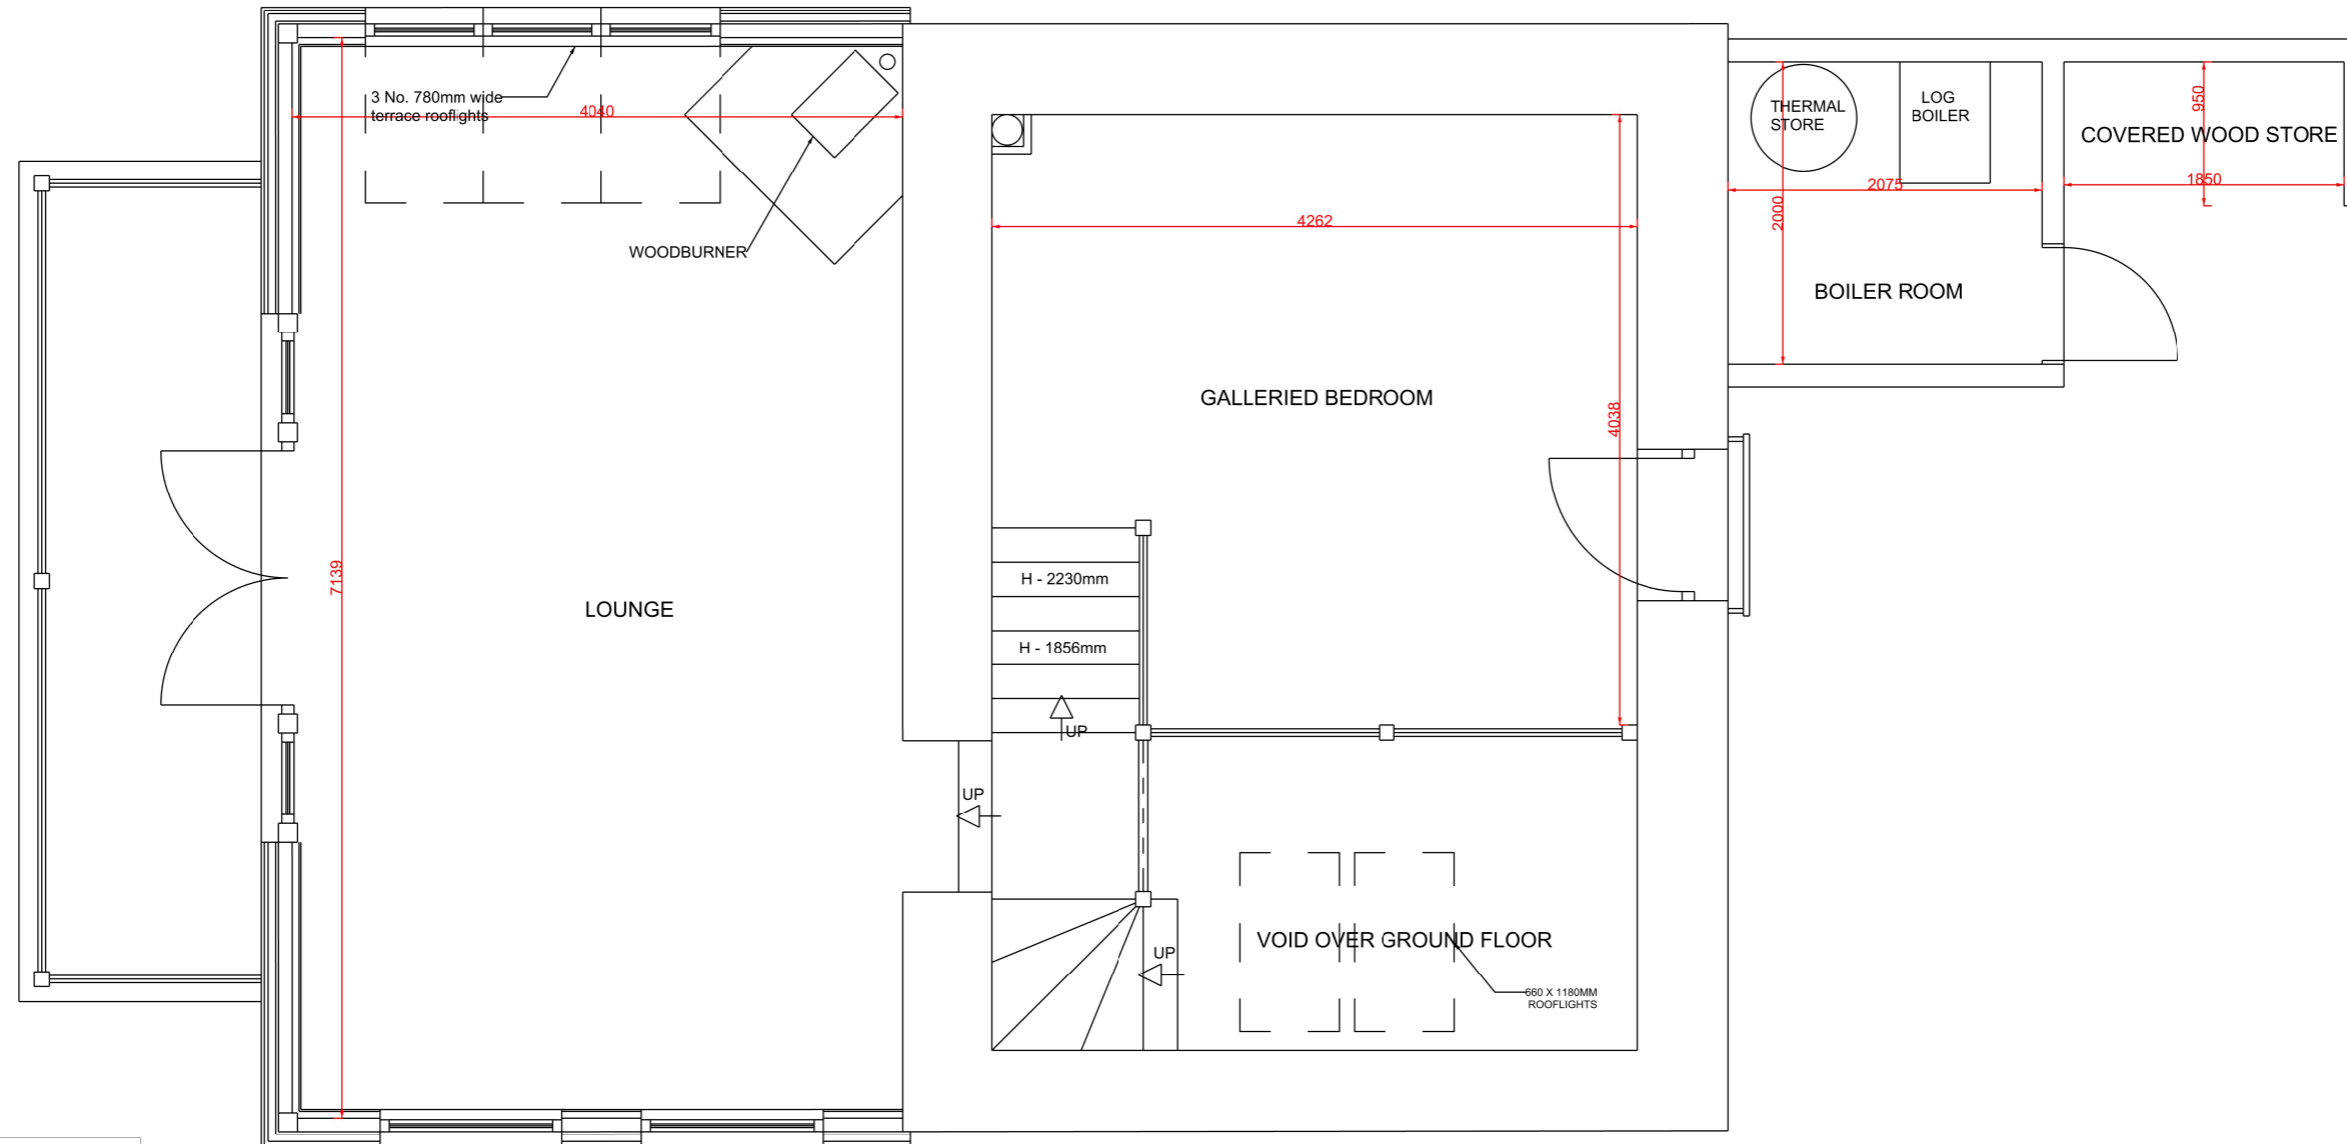 3 No. 780mm wide
terrace rooflights
4040
WOODBURNER
7139
LOUNGE
4262
4038
GALLERIED BEDROOM
H - 2230mm
H - 1856mm
UP
UP
UP
VOID OVER GROUND FLOOR
660 X 1180MM
ROOFLIGHTS
THERMAL
STORE
LOG
BOILER
2075
2000
BOILER ROOM
950
COVERED WOOD STORE
1850